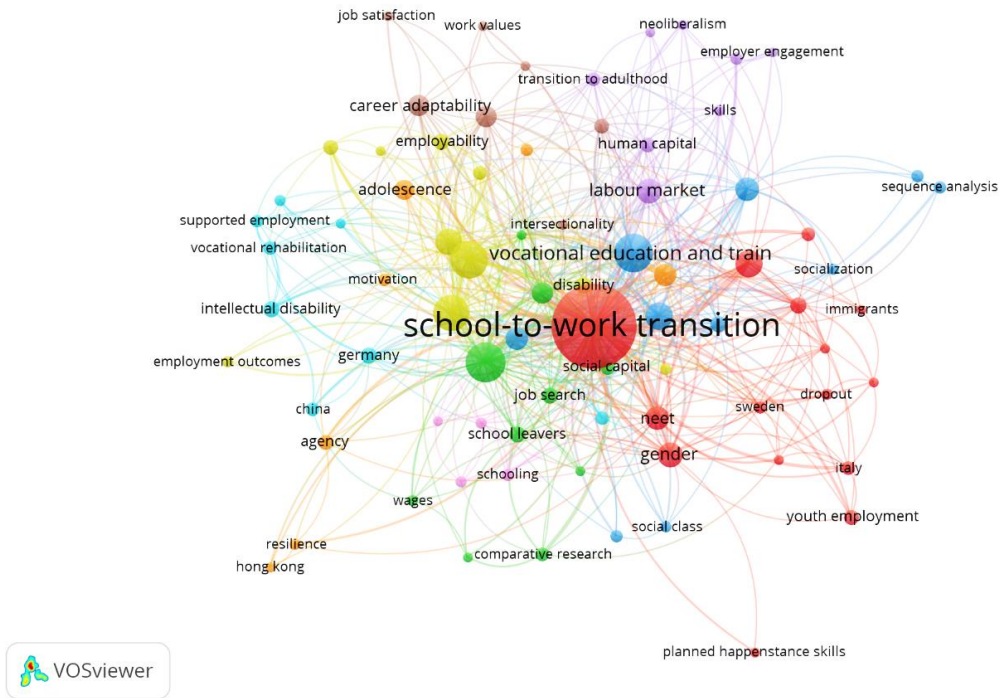 job satisfaction
work values
neoliberalism
employer engagement
transition to adulthood
career adaptability
skills
employability
human capital
adolescence
labour market
sequence analysis
supported employment
intersectionality
vocational rehabilitation
vocational education and train
motivation
disability
socialization
intellectual disability
immigrants
school-to-work transition
employment outcomes
germany
social capital
job search
dropout
china
sweden
agency
school leavers
neet
gender
schooling
italy
wages
youth employment
social class
resilience
comparative research
hong kong
planned happenstance skills
VOSviewer